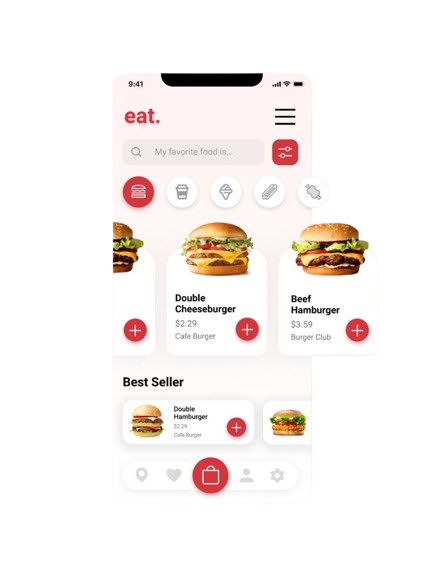 9:41
eat.
My favorite food is...
Double
Cheeseburger
$2.29
Cafe Burger
Beef
Hamburger
$3.59
Burger Club
Best Seller
Double
Hamburger
$2.29
Cafe Burger